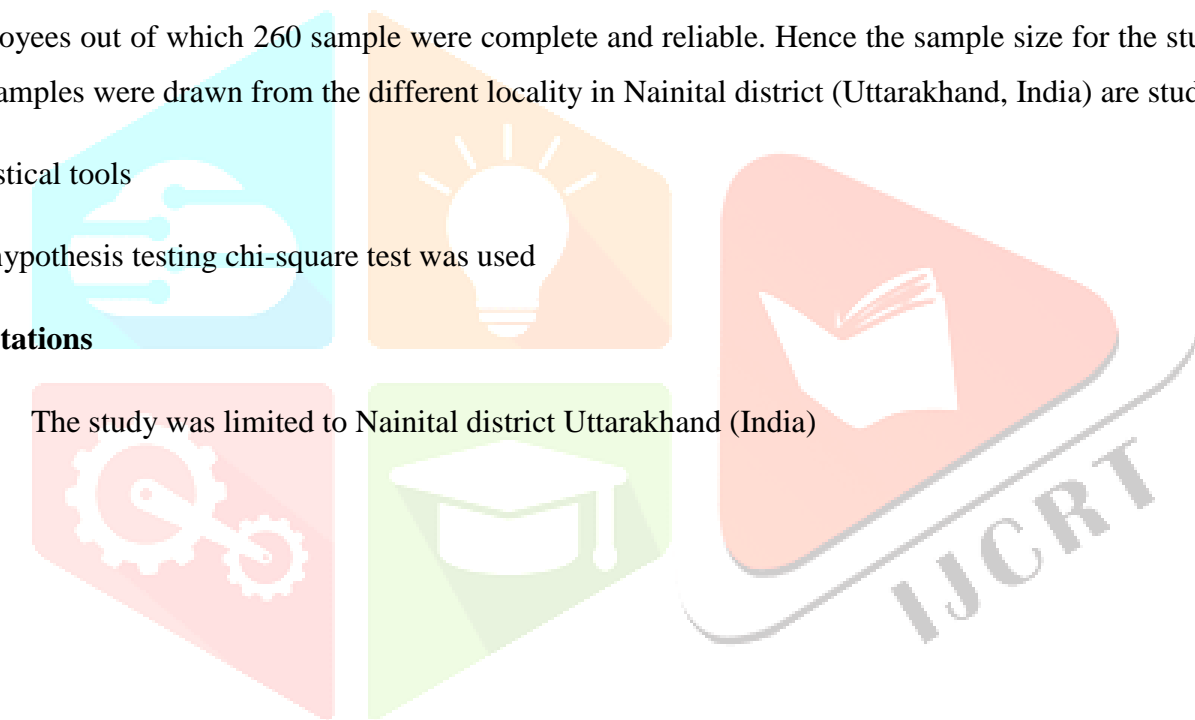 oyees out of which 260 sample were complete and reliable. Hence the sample size for the stu
amples were drawn from the different locality in Nainital district (Uttarakhand, India) are stud
stical tools
hypothesis testing chi-square test was used
tations
The study was limited to Nainital district Uttarakhand (India)
IJCRT